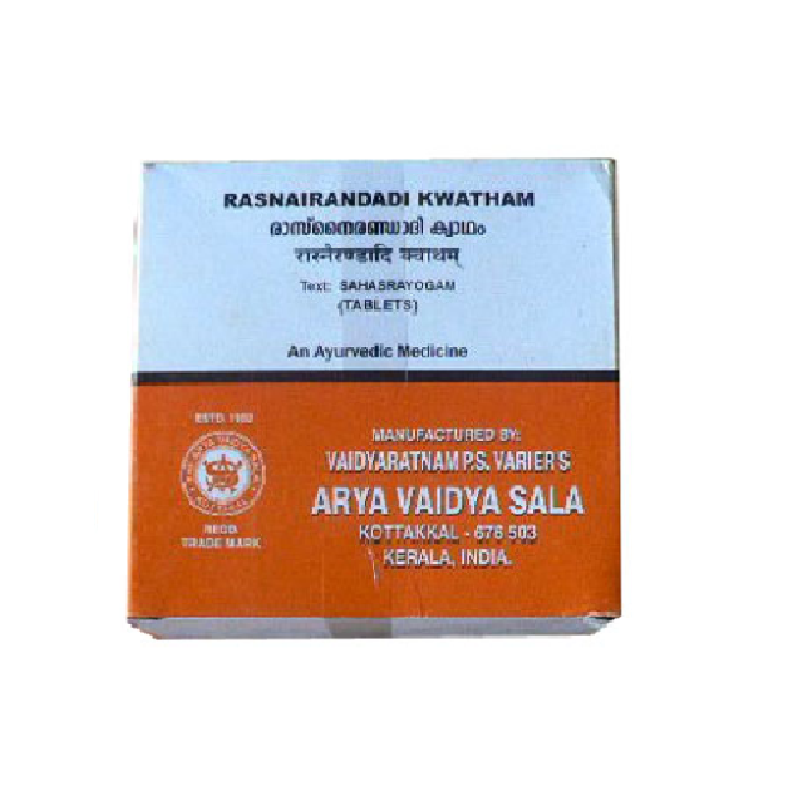 RASNAIRANDADI KWATHAM
രാസ്നൈരണ്ഡാദി ക്വാഥം
रास्नेरण्डादि क्वाथम्
Text: SAHASRAYOGAM
(TABLETS)
An Ayurvedic Medicine
ESTD. 1902
REGD.
TRADE MARK
MANUFACTURED BY:
VAIDYARATNAM P.S. VARIER'S
ARYA VAIDYA SALA
KOTTAKKAL - 676 503
KERALA, INDIA.